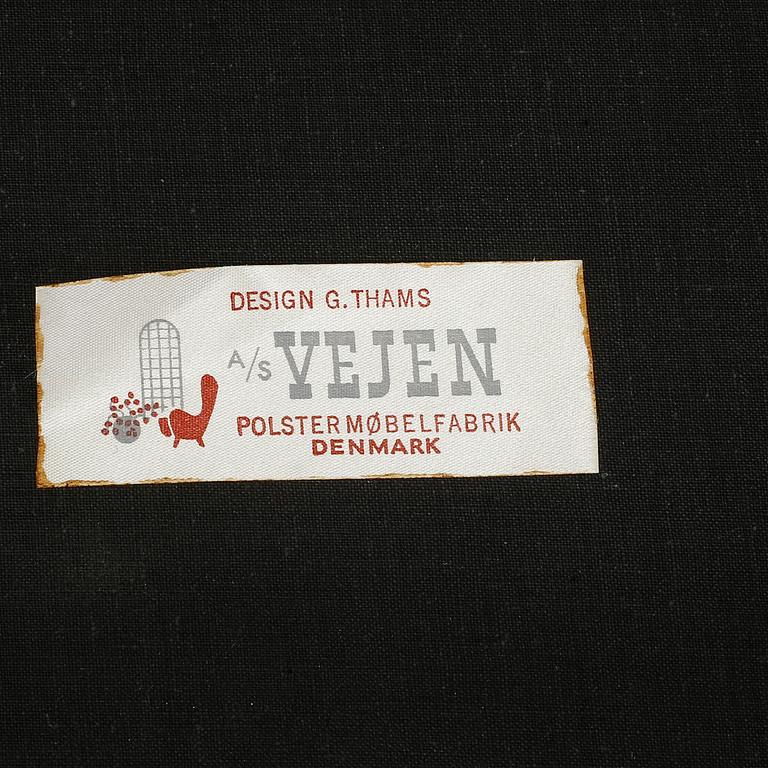 DESIGN G. THAMS
A/S VEJEN
POLSTERMØBELFABRIK
DENMARK